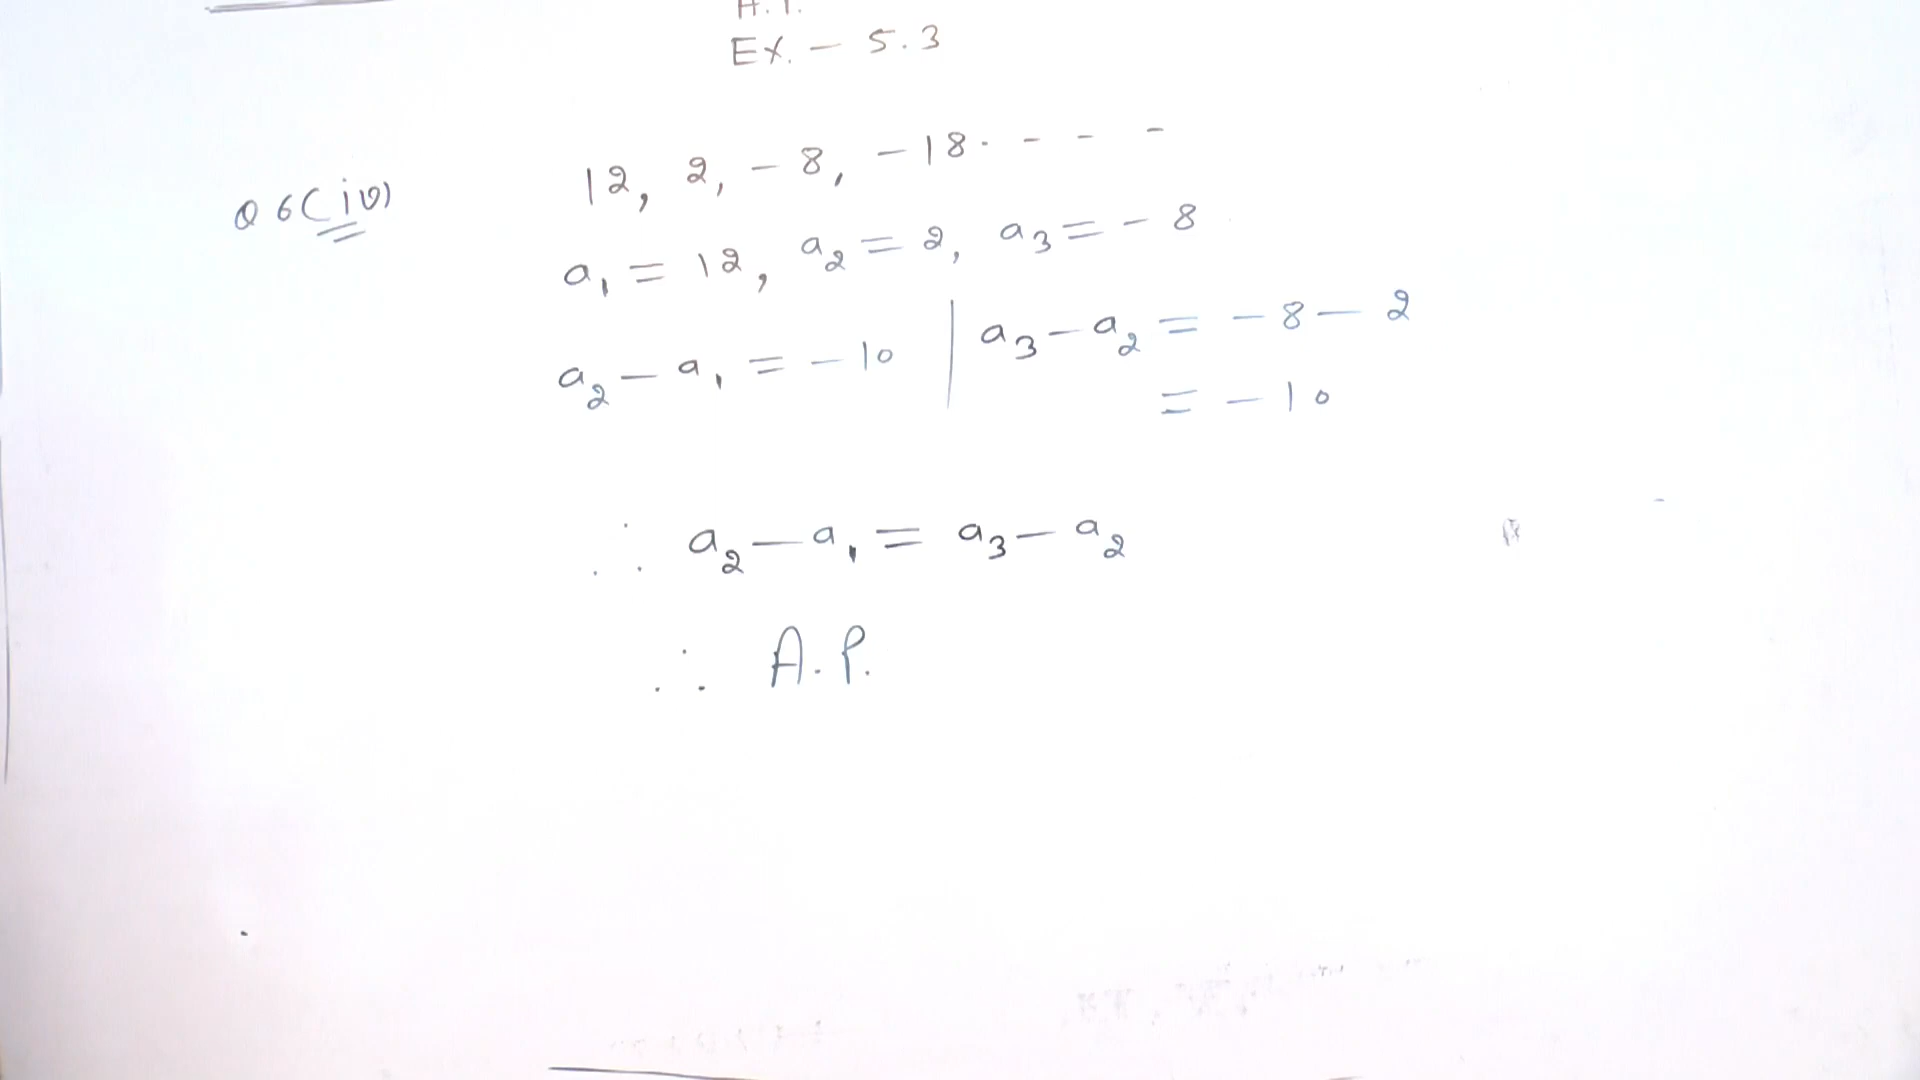 A.P.
Ex. - 5.3
Q 6(iv) 12, 2, - 8, - 18. - - -
a₁ = 12, a₂ = 2, a₃ = - 8
a₂ - a₁ = - 10 | a₃ - a₂ = - 8 - 2
= - 10
∴ a₂ - a₁ = a₃ - a₂
∴ A.P.